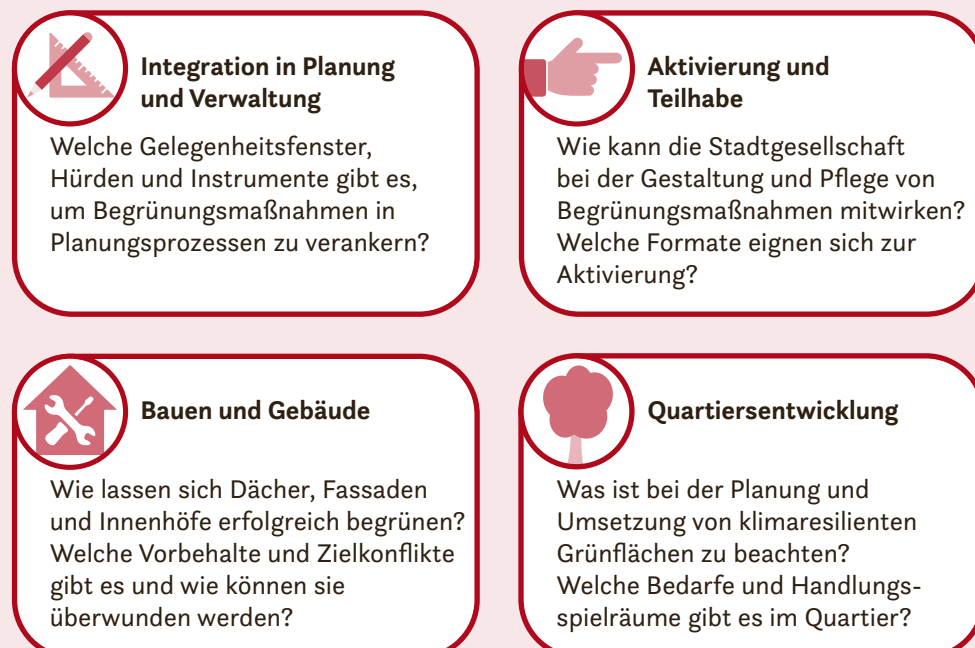 Integration in Planung
und Verwaltung
Welche Gelegenheitsfenster,
Hürden und Instrumente gibt es,
um Begrünungsmaßnahmen in
Planungsprozessen zu verankern?
Aktivierung und
Teilhabe
Wie kann die Stadtgesellschaft
bei der Gestaltung und Pflege von
Begrünungsmaßnahmen mitwirken?
Welche Formate eignen sich zur
Aktivierung?
Bauen und Gebäude
Wie lassen sich Dächer, Fassaden
und Innenhöfe erfolgreich begrünen?
Welche Vorbehalte und Zielkonflikte
gibt es und wie können sie
überwunden werden?
Quartiersentwicklung
Was ist bei der Planung und
Umsetzung von klimaresilienten
Grünflächen zu beachten?
Welche Bedarfe und Handlungs-
spielräume gibt es im Quartier?